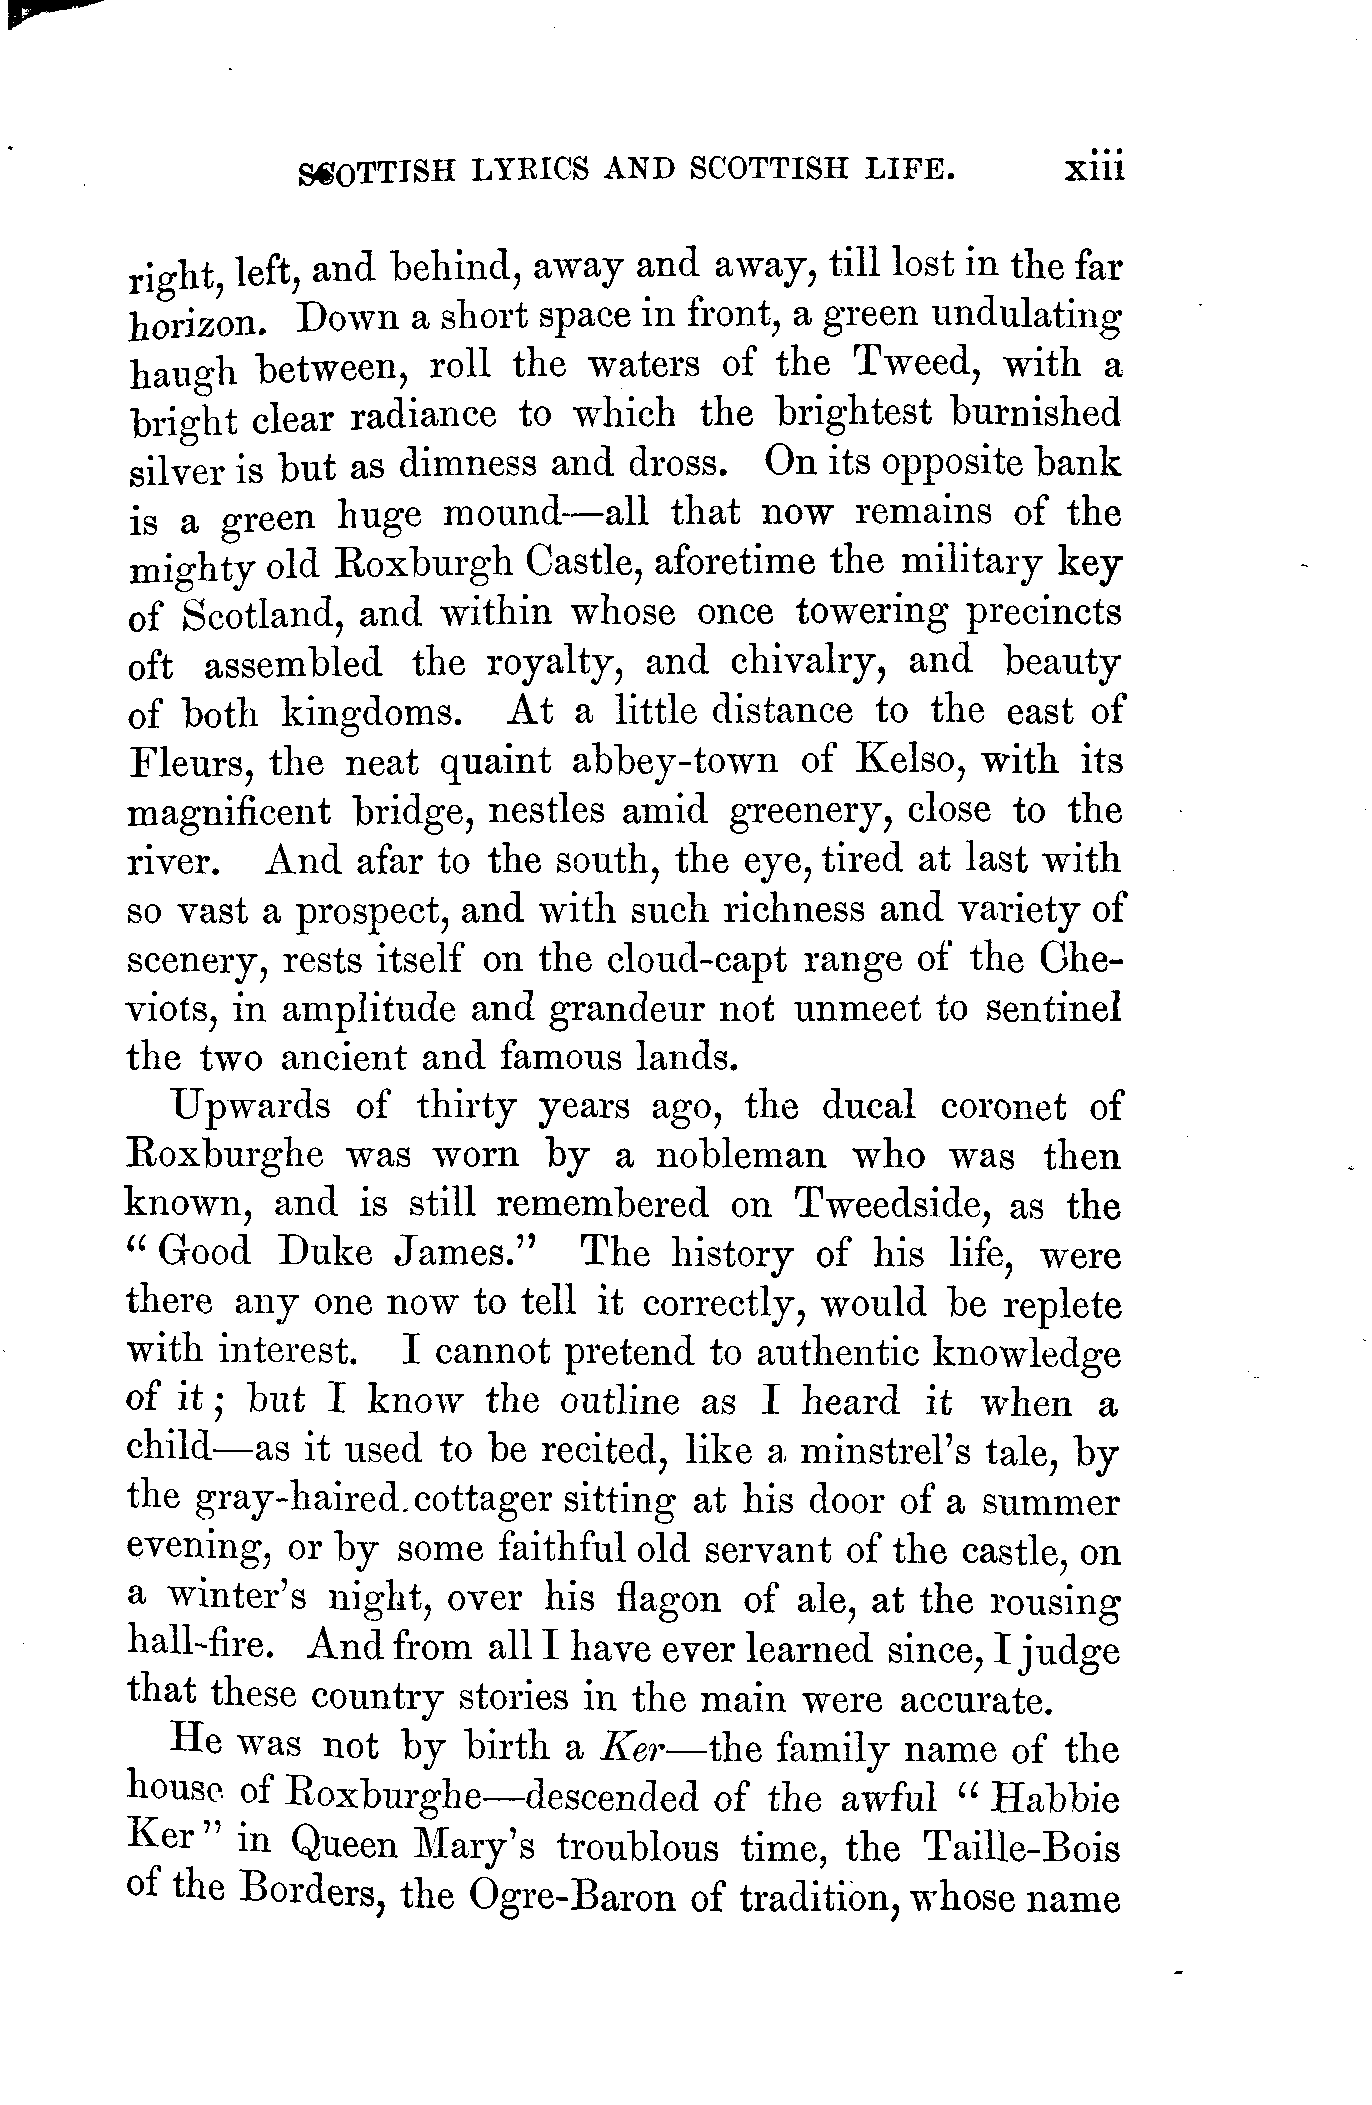 SCOTTISH LYRICS AND SCOTTISH LIFE. xiii
right, left, and behind, away and away, till lost in the far
horizon. Down a short space in front, a green undulating
haugh between, roll the waters of the Tweed, with a
bright clear radiance to which the brightest burnished
silver is but as dimness and dross. On its opposite bank
is a green huge mound—all that now remains of the
mighty old Roxburgh Castle, aforetime the military key
of Scotland, and within whose once towering precincts
oft assembled the royalty, and chivalry, and beauty
of both kingdoms. At a little distance to the east of
Fleurs, the neat quaint abbey-town of Kelso, with its
magnificent bridge, nestles amid greenery, close to the
river. And afar to the south, the eye, tired at last with
so vast a prospect, and with such richness and variety of
scenery, rests itself on the cloud-capt range of the Che-
viots, in amplitude and grandeur not unmeet to sentinel
the two ancient and famous lands.
Upwards of thirty years ago, the ducal coronet of
Roxburghe was worn by a nobleman who was then
known, and is still remembered on Tweedside, as the
“Good Duke James.” The history of his life, were
there any one now to tell it correctly, would be replete
with interest. I cannot pretend to authentic knowledge
of it; but I know the outline as I heard it when a
child—as it used to be recited, like a minstrel’s tale, by
the gray-haired cottager sitting at his door of a summer
evening, or by some faithful old servant of the castle, on
a winter’s night, over his flagon of ale, at the rousing
hall-fire. And from all I have ever learned since, I judge
that these country stories in the main were accurate.
He was not by birth a Ker—the family name of the
house of Roxburghe—descended of the awful “Habbie
Ker” in Queen Mary’s troublous time, the Taille-Bois
of the Borders, the Ogre-Baron of tradition, whose name